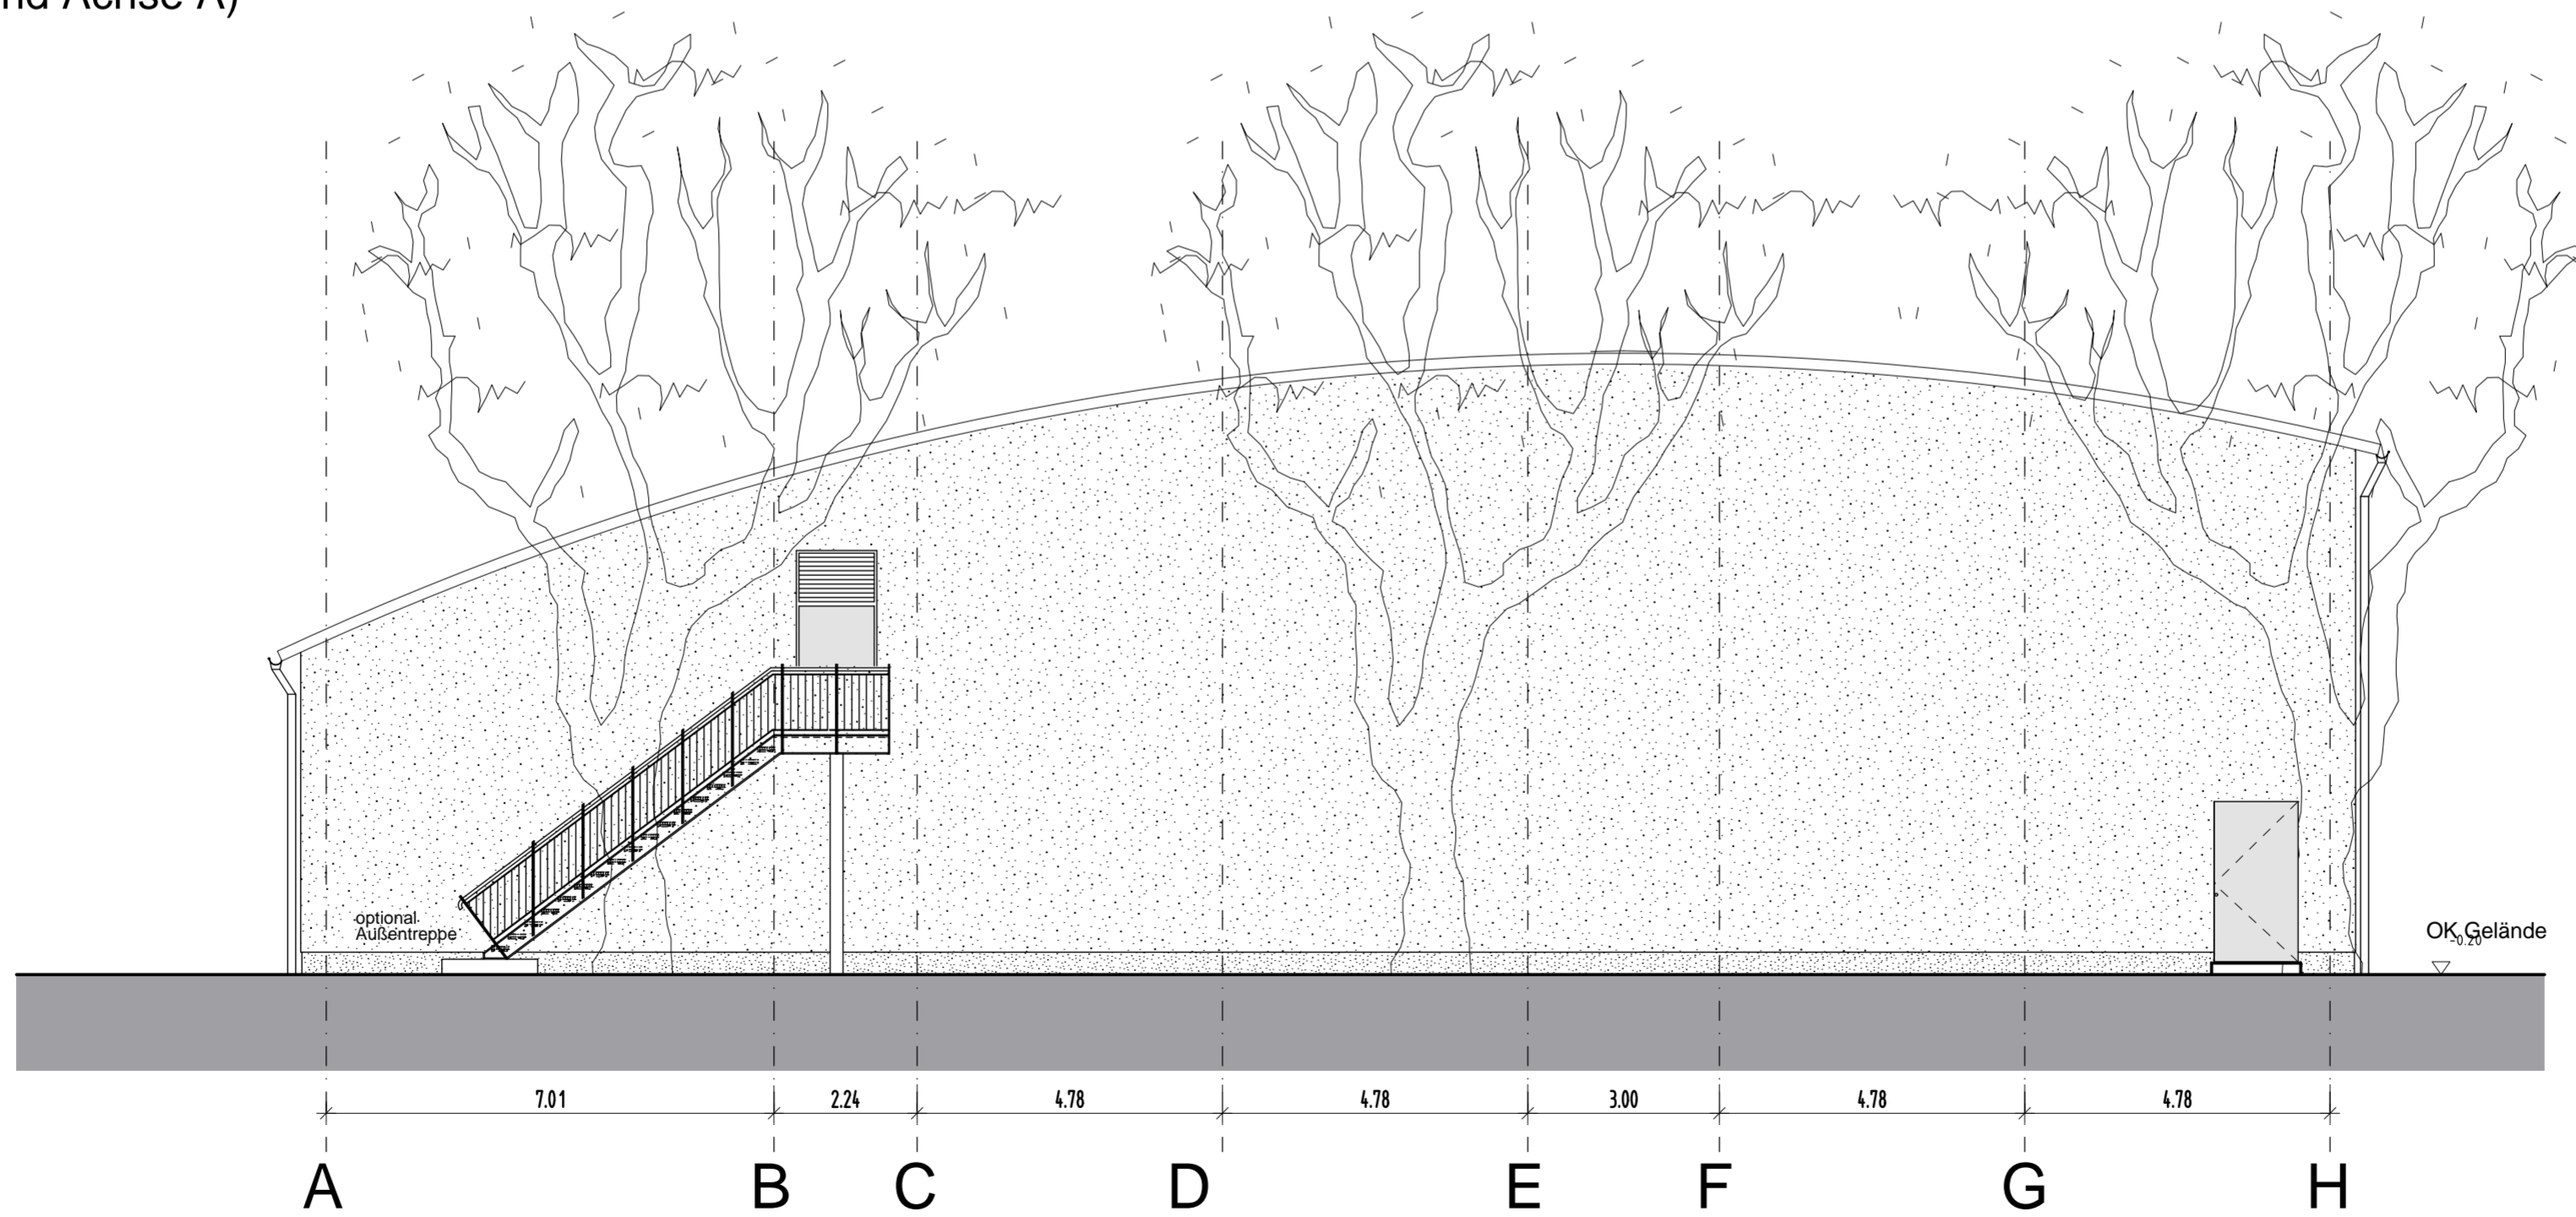 nd Achse A)
optional
Außentreppe
OK Gelände
-0.20
7.01 2.24 4.78 4.78 3.00 4.78 4.78
A B C D E F G H